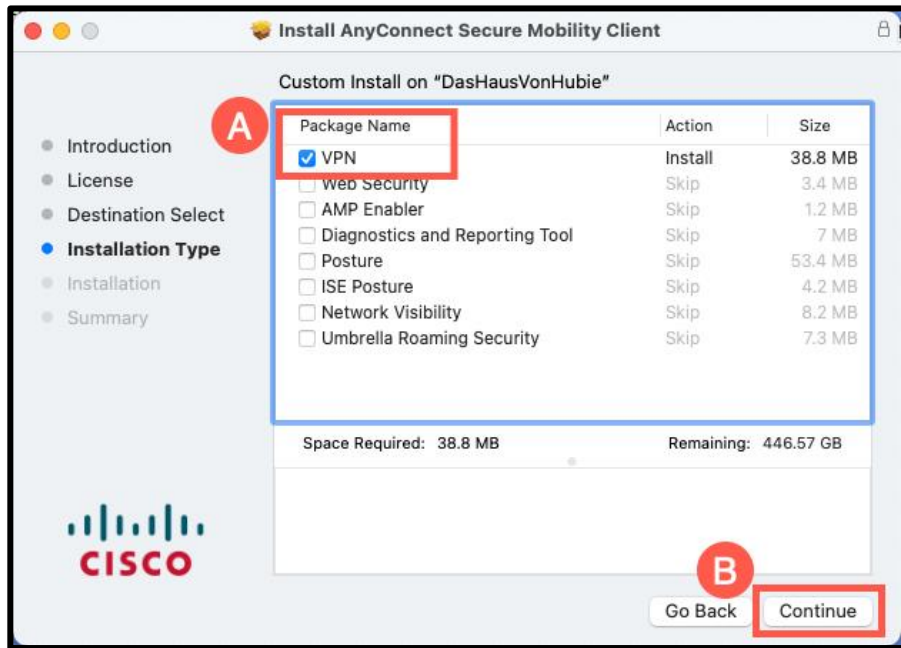 Install AnyConnect Secure Mobility Client
Custom Install on "DasHausVonHubie"
A
Introduction
License
Destination Select
Installation Type
Installation
Summary
Package Name Action Size
VPN Install 38.8 MB
Web Security Skip 3.4 MB
AMP Enabler Skip 1.2 MB
Diagnostics and Reporting Tool Skip 7 MB
Posture Skip 53.4 MB
ISE Posture Skip 4.2 MB
Network Visibility Skip 8.2 MB
Umbrella Roaming Security Skip 7.3 MB
Space Required: 38.8 MB Remaining: 446.57 GB
CISCO
B
Go Back Continue